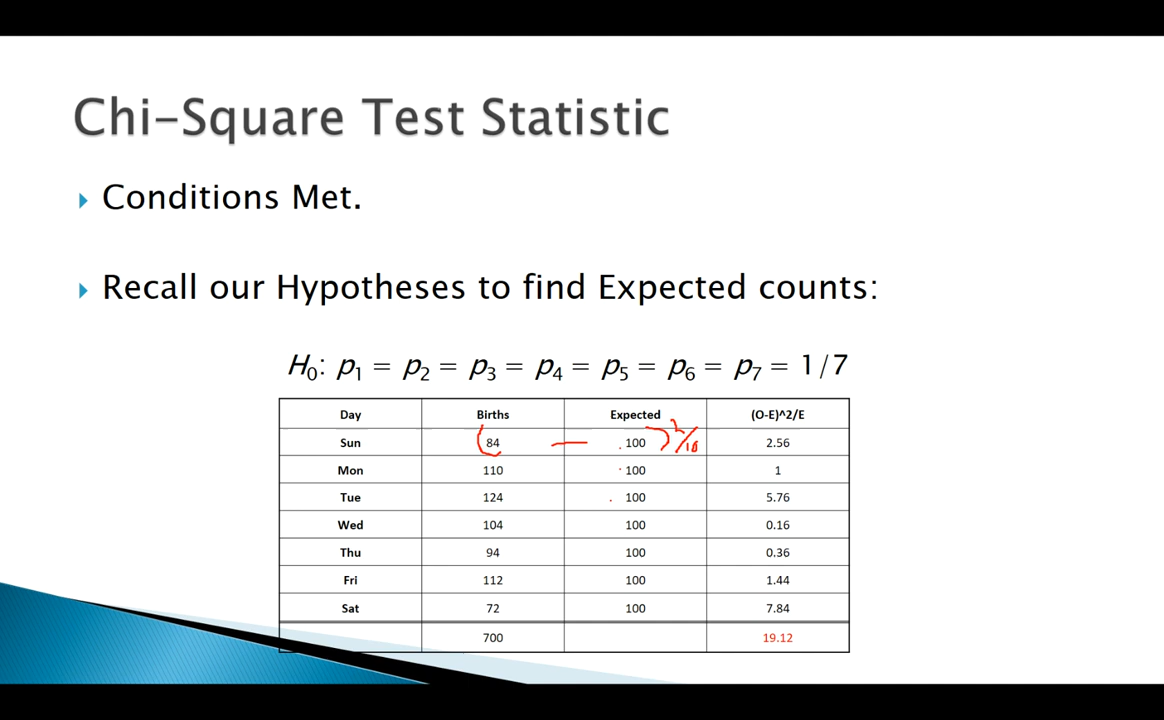 Chi-Square Test Statistic
Conditions Met.
Recall our Hypotheses to find Expected counts:
H₀: p₁ = p₂ = p₃ = p₄ = p₅ = p₆ = p₇ = 1/7
Day Births Expected (O-E)^2/E
Sun (84 — 100 )²/10 2.56
Mon 110 100 1
Tue 124 100 5.76
Wed 104 100 0.16
Thu 94 100 0.36
Fri 112 100 1.44
Sat 72 100 7.84
700 19.12